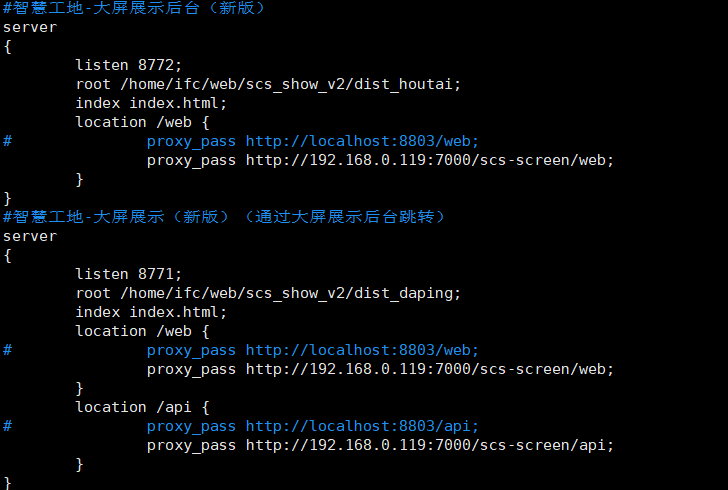 #智慧工地-大屏展示后台（新版）
server
{
        listen 8772;
        root /home/ifc/web/scs_show_v2/dist_houtai;
        index index.html;
        location /web {
#               proxy_pass http://localhost:8803/web;
                proxy_pass http://192.168.0.119:7000/scs-screen/web;
        }
}
#智慧工地-大屏展示（新版）（通过大屏展示后台跳转）
server
{
        listen 8771;
        root /home/ifc/web/scs_show_v2/dist_daping;
        index index.html;
        location /web {
#               proxy_pass http://localhost:8803/web;
                proxy_pass http://192.168.0.119:7000/scs-screen/web;
        }
        location /api {
#               proxy_pass http://localhost:8803/api;
                proxy_pass http://192.168.0.119:7000/scs-screen/api;
        }
}